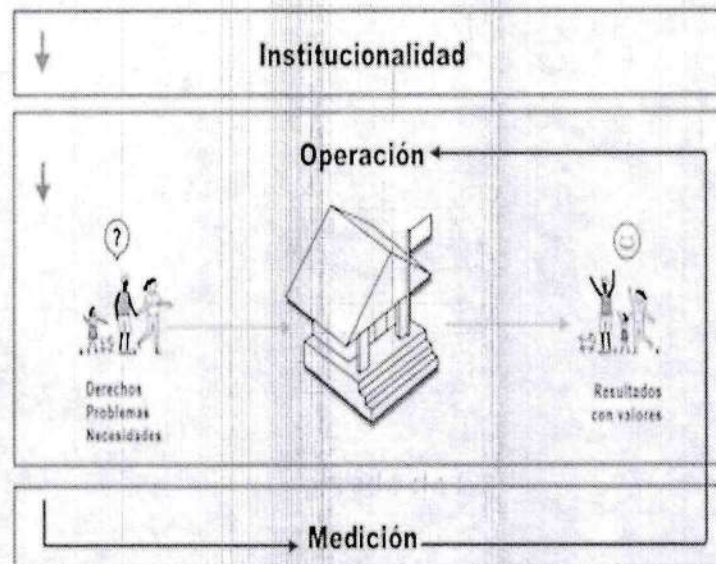 Institucionalidad
Operación
?
Derechos
Problemas
Necesidades
Resultados
con valores
Medición